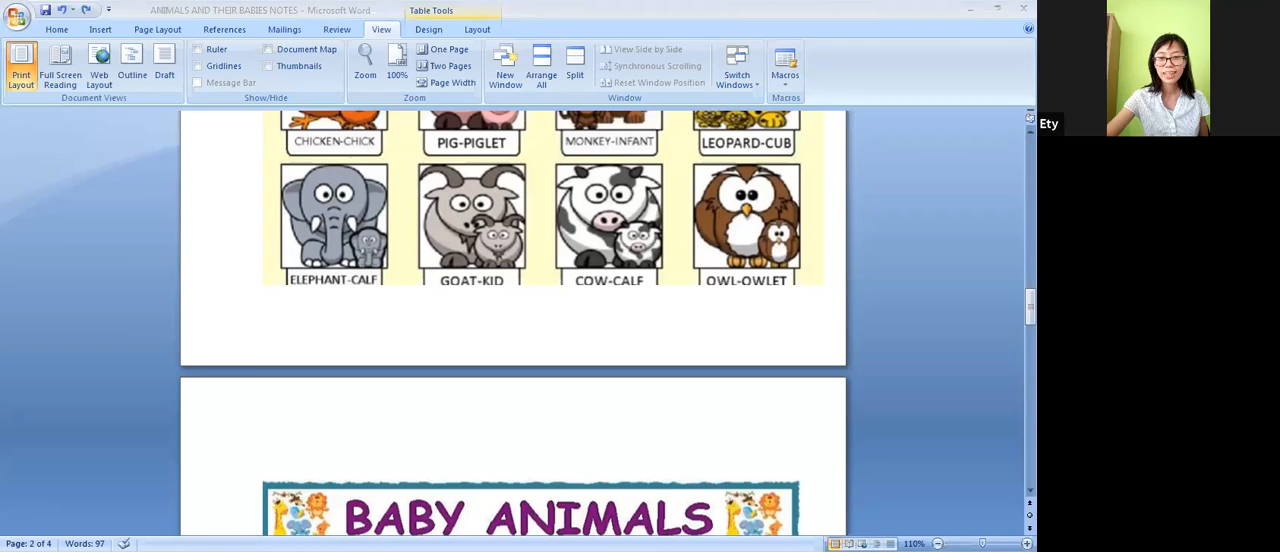 ANIMALS AND THEIR BABIES NOTES - Microsoft Word
Table Tools
Home Insert Page Layout References Mailings Review View Design Layout
Ruler Document Map One Page View Side by Side
Gridlines Thumbnails Two Pages Synchronous Scrolling
Message Bar Page Width Reset Window Position
Print Layout Full Screen Reading Web Layout Outline Draft Zoom 100% New Window Arrange All Split Switch Windows Macros
Document Views Show/Hide Zoom Window Macros
Ety
CHICKEN-CHICK PIG-PIGLET MONKEY-INFANT LEOPARD-CUB
ELEPHANT-CALF GOAT-KID COW-CALF OWL-OWLET
BABY ANIMALS
Page: 2 of 4 Words: 97 110%